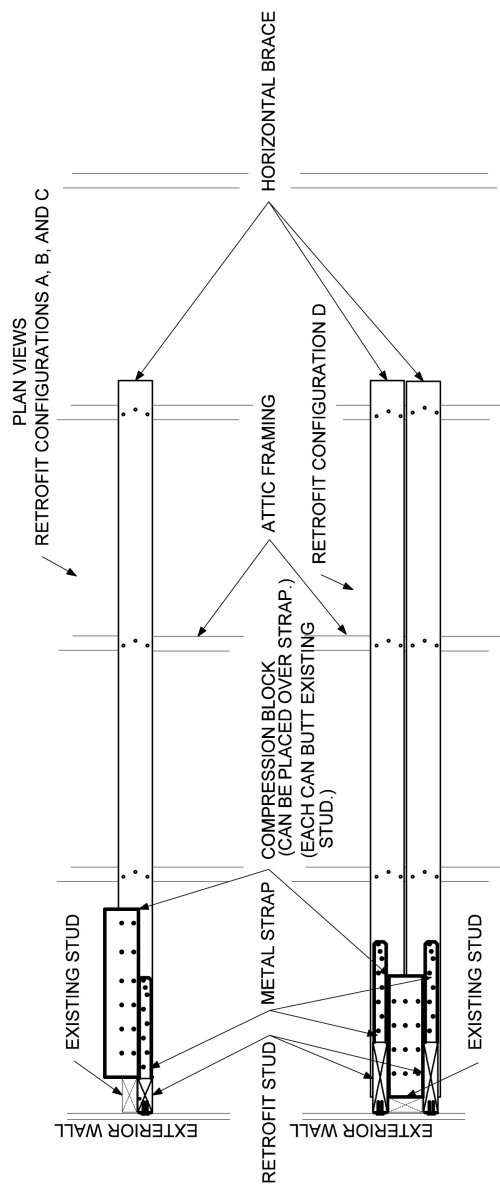 PLAN VIEWS
RETROFIT CONFIGURATIONS A, B, AND C
EXISTING STUD
EXTERIOR WALL
RETROFIT STUD
METAL STRAP
COMPRESSION BLOCK
(CAN BE PLACED OVER STRAP.)
(EACH CAN BUTT EXISTING
STUD.)
ATTIC FRAMING
HORIZONTAL BRACE
RETROFIT CONFIGURATION D
EXISTING STUD
EXTERIOR WALL